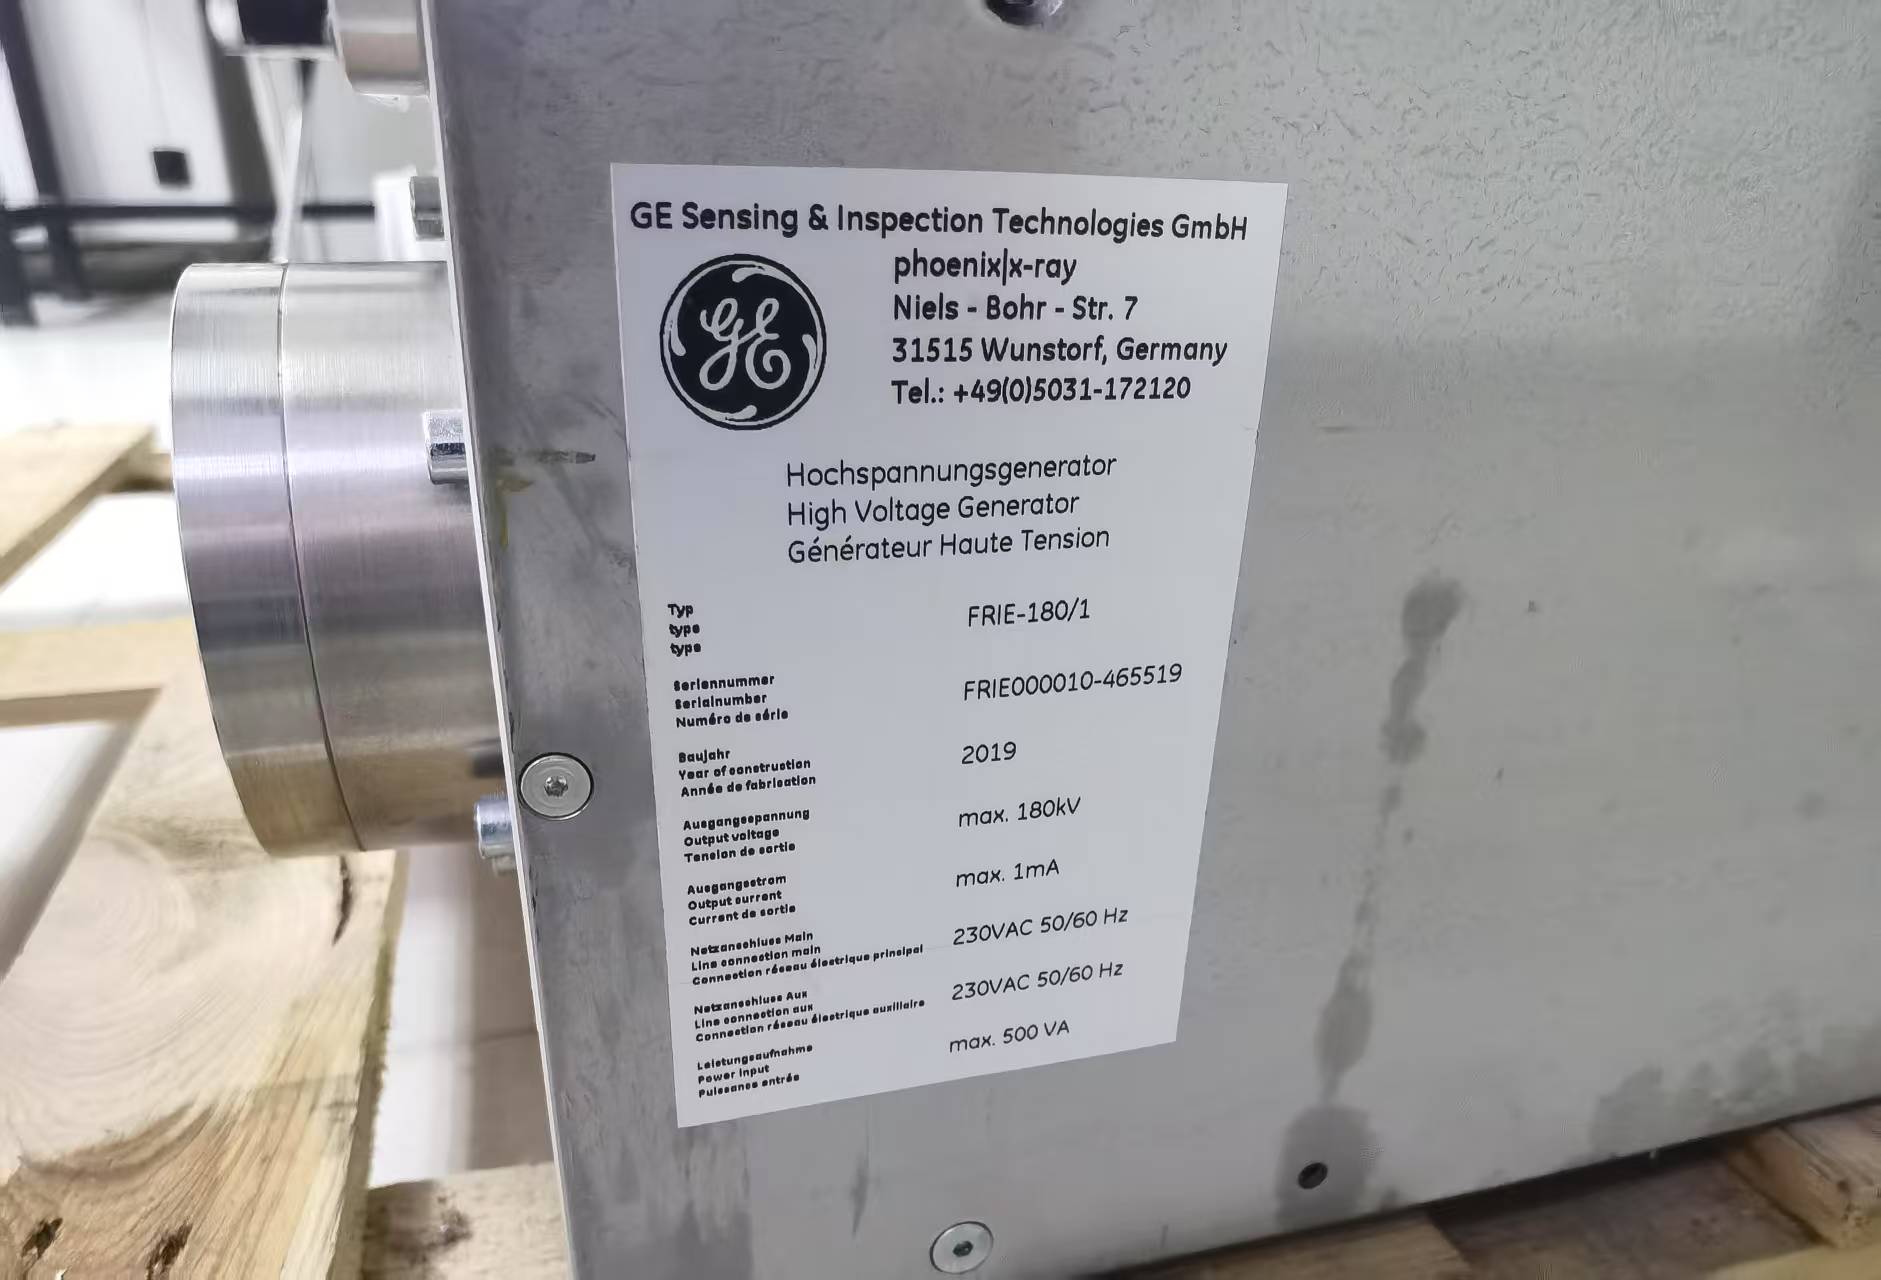 GE Sensing & Inspection Technologies GmbH
phoenix|x-ray
Niels - Bohr - Str. 7
31515 Wunstorf, Germany
Tel.: +49(0)5031-172120
GE
Hochspannungsgenerator
High Voltage Generator
Générateur Haute Tension
Typ
type
type
FRIE-180/1
Seriennummer
Serialnumber
Numéro de série
FRIE000010-465519
Baujahr
Year of construction
Année de fabrication
2019
Ausgangsspannung
Output voltage
Tension de sortie
max. 180kV
Ausgangsstrom
Output current
Current de sortie
max. 1mA
Netzanschluss Main
Line connection main
Connection réseau électrique principal
230VAC 50/60 Hz
Netzanschluss Aux
Line connection aux
Connection réseau électrique auxiliaire
230VAC 50/60 Hz
Leistungsaufnahme
Power input
Puissance entrée
max. 500 VA